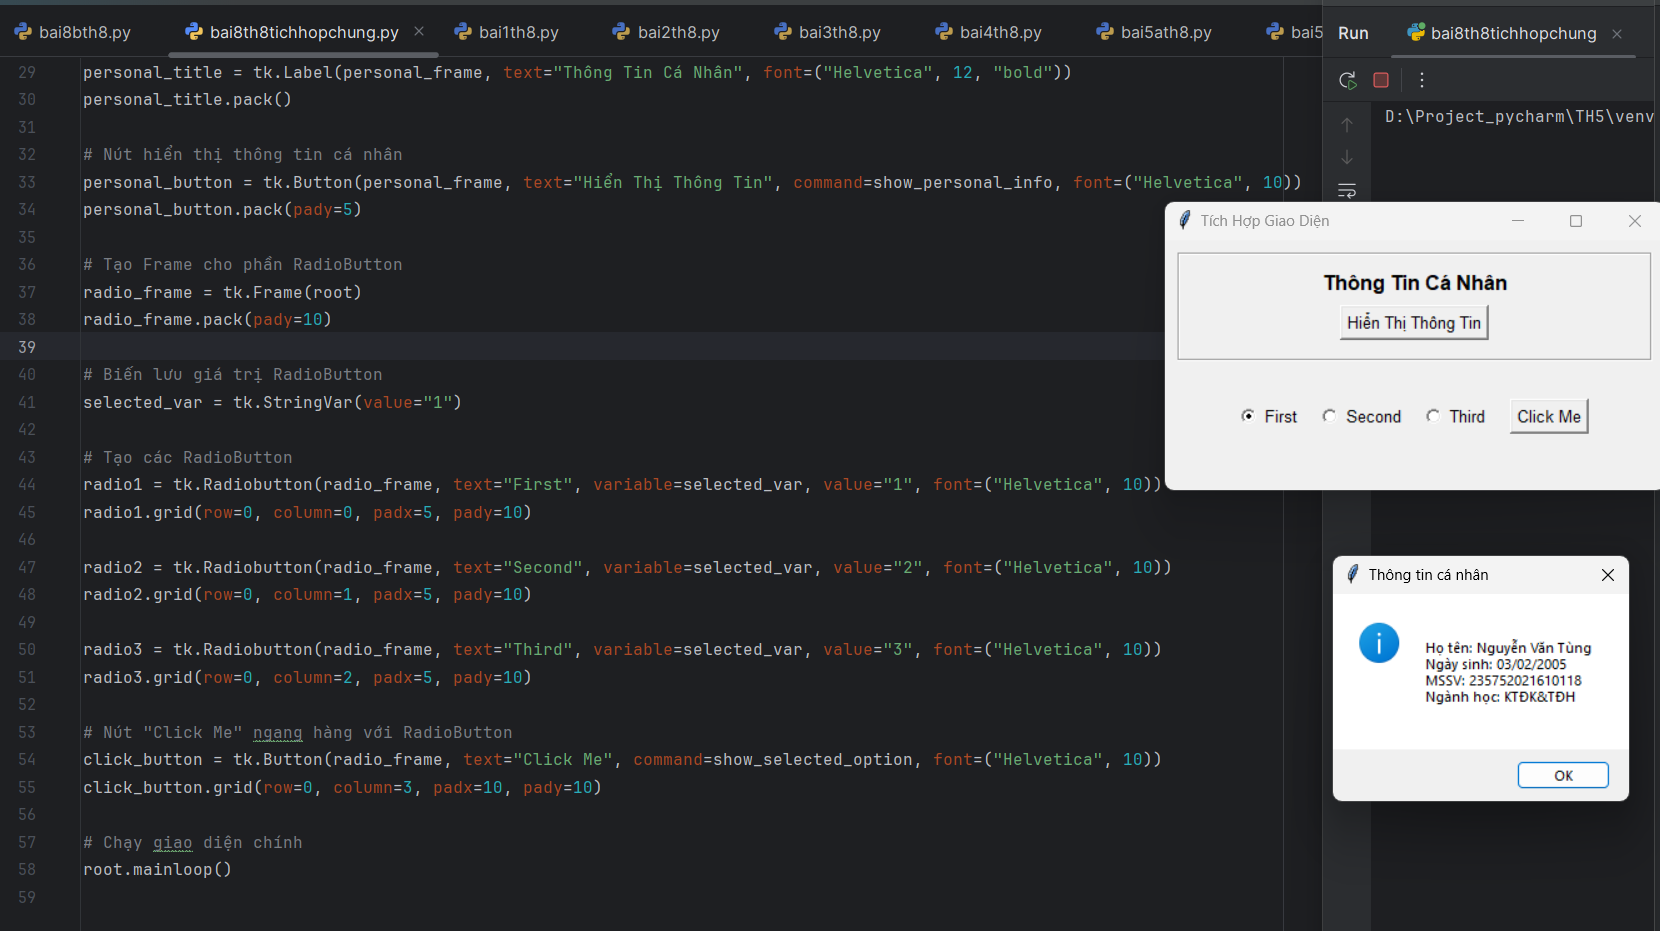 bai8bth8.py
bai8th8tichhopchung.py
bai1th8.py
bai2th8.py
bai3th8.py
bai4th8.py
bai5ath8.py
bai5
Run
bai8th8tichhopchung
29 personal_title = tk.Label(personal_frame, text="Thông Tin Cá Nhân", font=("Helvetica", 12, "bold"))
30 personal_title.pack()
31
32 # Nút hiển thị thông tin cá nhân
33 personal_button = tk.Button(personal_frame, text="Hiển Thị Thông Tin", command=show_personal_info, font=("Helvetica", 10))
34 personal_button.pack(pady=5)
35
36 # Tạo Frame cho phần RadioButton
37 radio_frame = tk.Frame(root)
38 radio_frame.pack(pady=10)
39
40 # Biến lưu giá trị RadioButton
41 selected_var = tk.StringVar(value="1")
42
43 # Tạo các RadioButton
44 radio1 = tk.Radiobutton(radio_frame, text="First", variable=selected_var, value="1", font=("Helvetica", 10))
45 radio1.grid(row=0, column=0, padx=5, pady=10)
46
47 radio2 = tk.Radiobutton(radio_frame, text="Second", variable=selected_var, value="2", font=("Helvetica", 10))
48 radio2.grid(row=0, column=1, padx=5, pady=10)
49
50 radio3 = tk.Radiobutton(radio_frame, text="Third", variable=selected_var, value="3", font=("Helvetica", 10))
51 radio3.grid(row=0, column=2, padx=5, pady=10)
52
53 # Nút "Click Me" ngang hàng với RadioButton
54 click_button = tk.Button(radio_frame, text="Click Me", command=show_selected_option, font=("Helvetica", 10))
55 click_button.grid(row=0, column=3, padx=10, pady=10)
56
57 # Chạy giao diện chính
58 root.mainloop()
59
D:\Project_pycharm\TH5\venv
Tích Hợp Giao Diện
Thông Tin Cá Nhân
Hiển Thị Thông Tin
First Second Third Click Me
Thông tin cá nhân
Họ tên: Nguyễn Văn Tùng
Ngày sinh: 03/02/2005
MSSV: 235752021610118
Ngành học: KTĐK&TĐH
OK